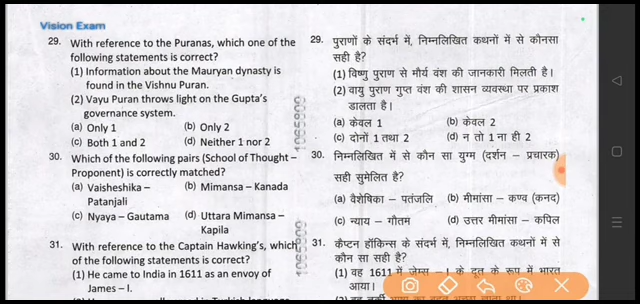 Vision Exam
29. With reference to the Puranas, which one of the
following statements is correct?
(1) Information about the Mauryan dynasty is
found in the Vishnu Puran.
(2) Vayu Puran throws light on the Gupta's
governance system.
(a) Only 1 (b) Only 2
(c) Both 1 and 2 (d) Neither 1 nor 2
30. Which of the following pairs (School of Thought –
Proponent) is correctly matched?
(a) Vaisheshika – (b) Mimansa – Kanada
Patanjali
(c) Nyaya – Gautama (d) Uttara Mimansa –
Kapila
31. With reference to the Captain Hawking's, which
of the following statements is correct?
(1) He came to India in 1611 as an envoy of
James – I.
1065800
1065800
29. पुराणों के संदर्भ में, निम्नलिखित कथनों में से कौनसा
सही है?
(1) विष्णु पुराण से मौर्य वंश की जानकारी मिलती है।
(2) वायु पुराण गुप्त वंश की शासन व्यवस्था पर प्रकाश
डालता है।
(a) केवल 1 (b) केवल 2
(c) दोनों 1 तथा 2 (d) न तो 1 ना ही 2
30. निम्नलिखित में से कौन सा युग्म (दर्शन – प्रचारक)
सही सुमेलित है?
(a) वैशेषिका – पतंजलि (b) मीमांसा – कण्व (कनद)
(c) न्याय – गौतम (d) उत्तर मीमांसा – कपिल
31. कैप्टन हॉकिन्स के संदर्भ में, निम्नलिखित कथनों में से
कौन सा सही है?
(1) वह 1611 में जेम्स – I के दूत के रूप में भारत
आया।